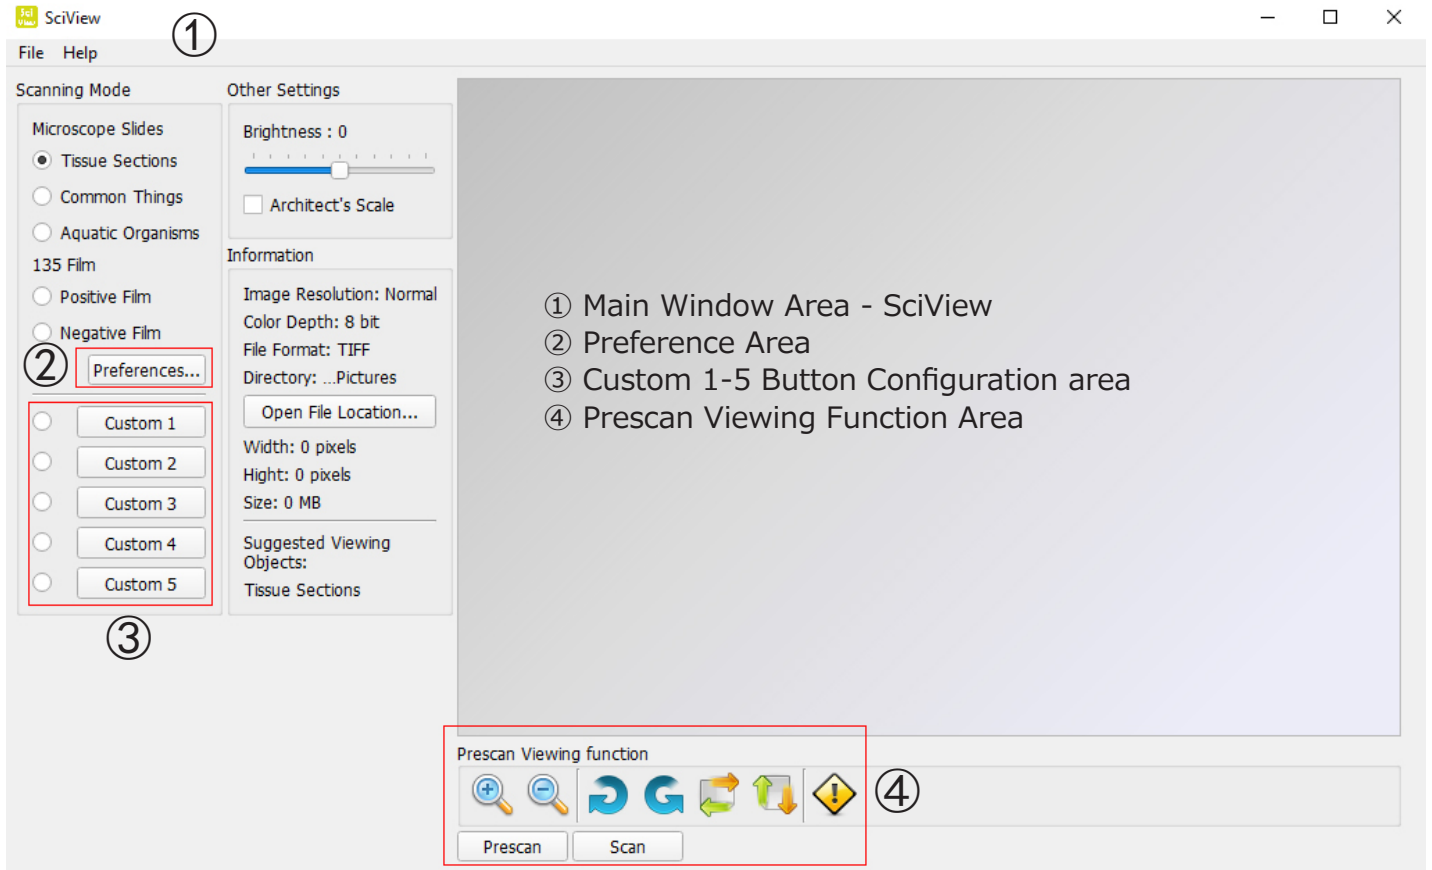 Sci View SciView
①
File Help
Scanning Mode
Microscope Slides
Tissue Sections
Common Things
Aquatic Organisms
135 Film
Positive Film
Negative Film
② Preferences...
Custom 1
Custom 2
Custom 3
Custom 4
Custom 5
③
Other Settings
Brightness : 0
Architect's Scale
Information
Image Resolution: Normal
Color Depth: 8 bit
File Format: TIFF
Directory: ...Pictures
Open File Location...
Width: 0 pixels
Hight: 0 pixels
Size: 0 MB
Suggested Viewing
Objects:
Tissue Sections
① Main Window Area - SciView
② Preference Area
③ Custom 1-5 Button Configuration area
④ Prescan Viewing Function Area
Prescan Viewing function
④
Prescan Scan